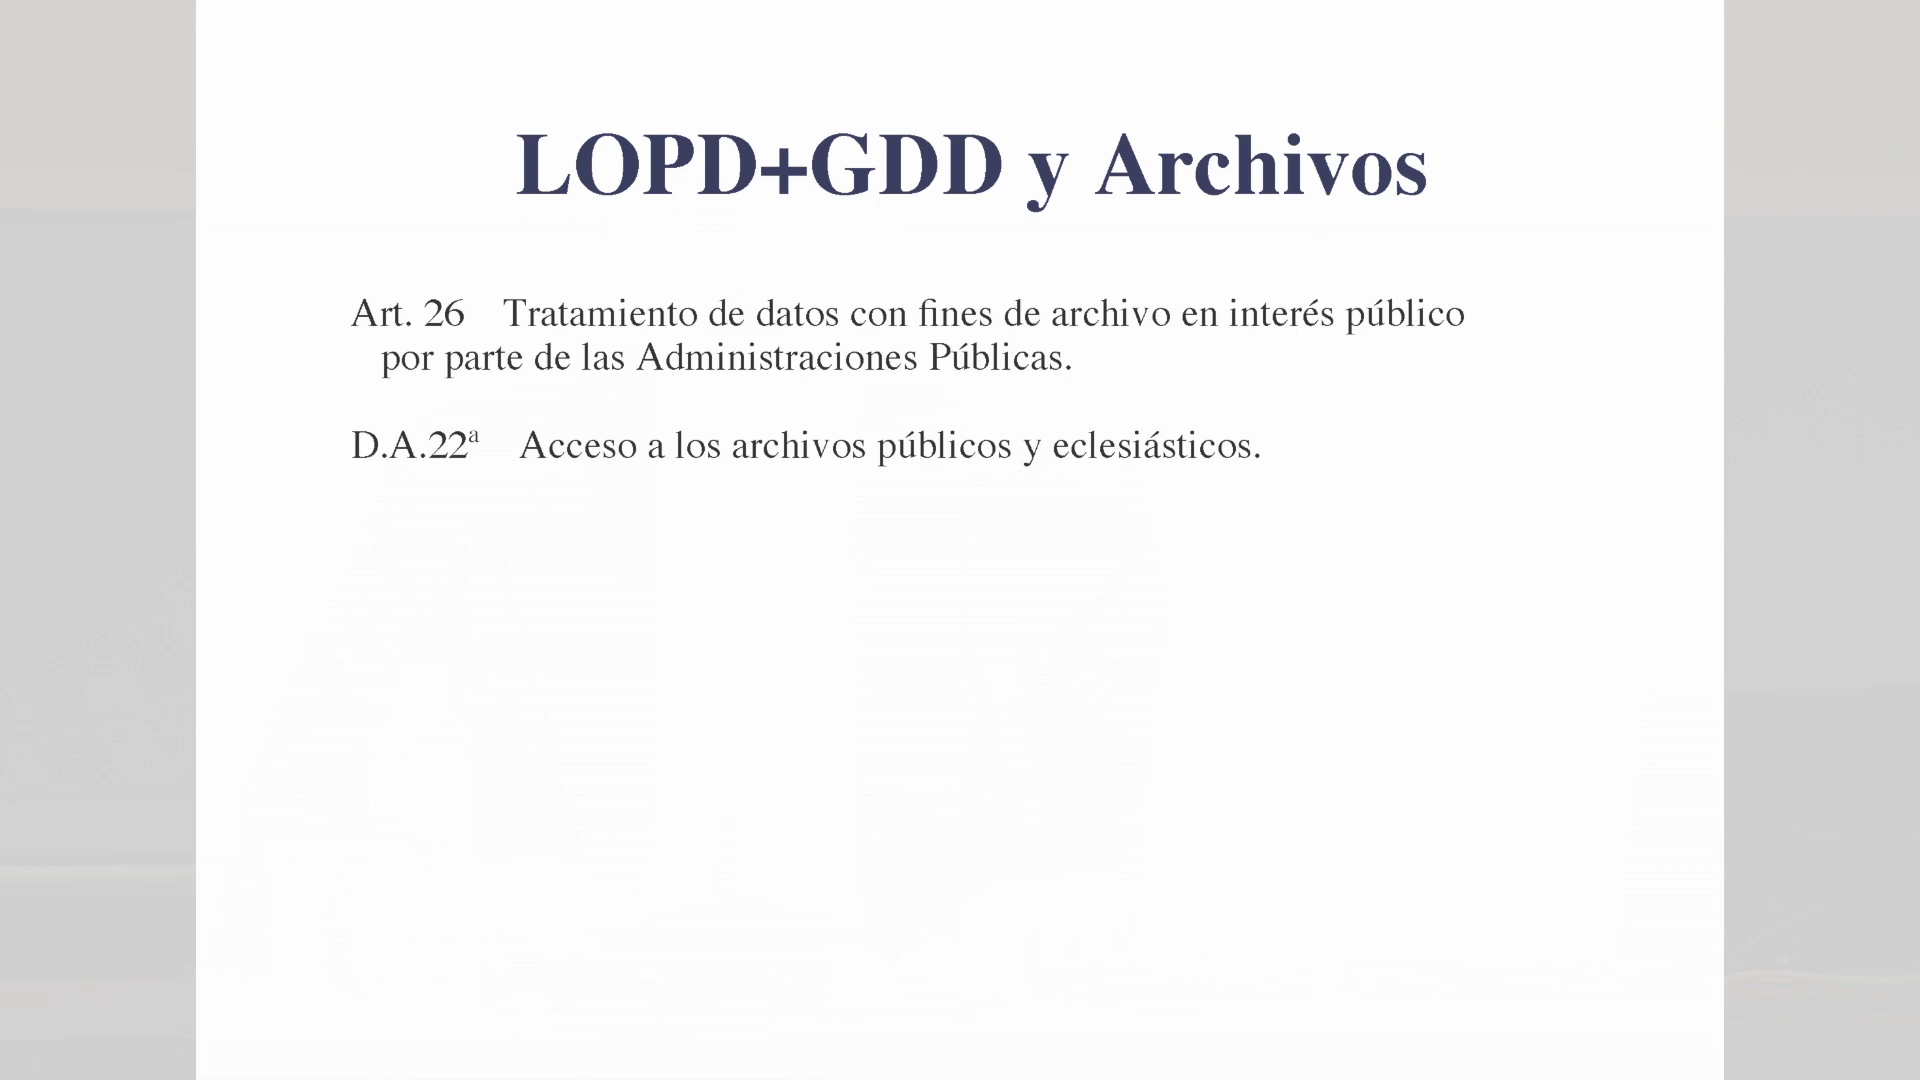 LOPD+GDD y Archivos
Art. 26 Tratamiento de datos con fines de archivo en interés público
por parte de las Administraciones Públicas.
D.A.22ª Acceso a los archivos públicos y eclesiásticos.